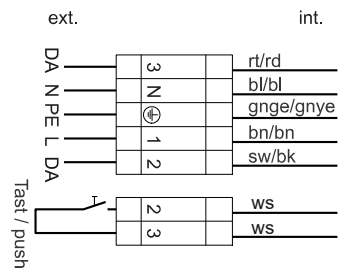 ext. int.
DA 3 rt/rd
N N bl/bl
PE gnge/gnye
L 1 bn/bn
DA 2 sw/bk
2 ws
3 ws
Tast / push